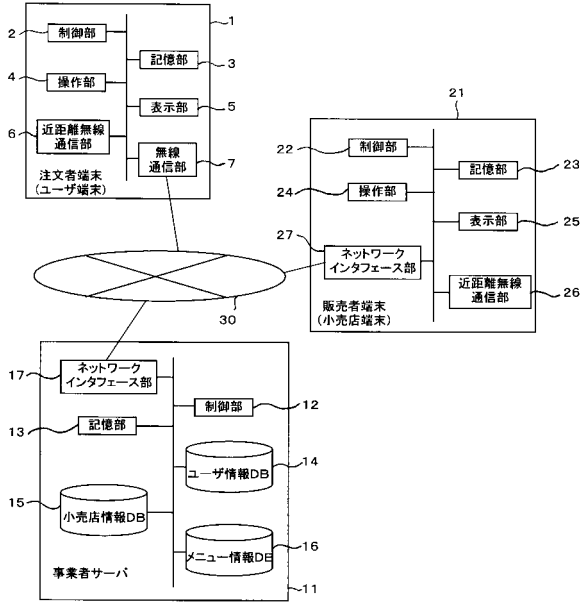 1
2
制御部
記憶部
3
4
操作部
表示部
5
6
近距離無線
通信部
無線
通信部
7
注文者端末
(ユーザ端末)
21
22
制御部
記憶部
23
24
操作部
表示部
25
27
ネットワーク
インタフェース部
近距離無線
通信部
26
販売者端末
(小売店端末)
30
17
ネットワーク
インタフェース部
制御部
12
13
記憶部
ユーザ情報DB
14
15
小売店情報DB
メニュー情報DB
16
事業者サーバ
11